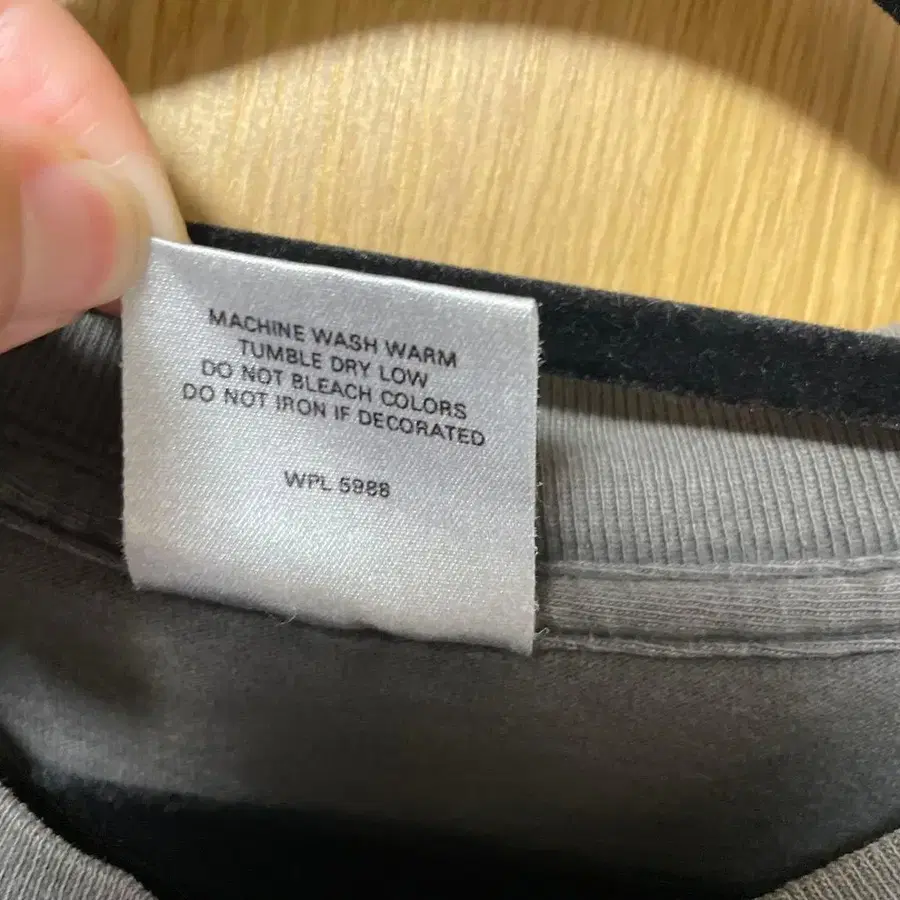 MACHINE WASH WARM
TUMBLE DRY LOW
DO NOT BLEACH COLORS
DO NOT IRON IF DECORATED
WPL 5988